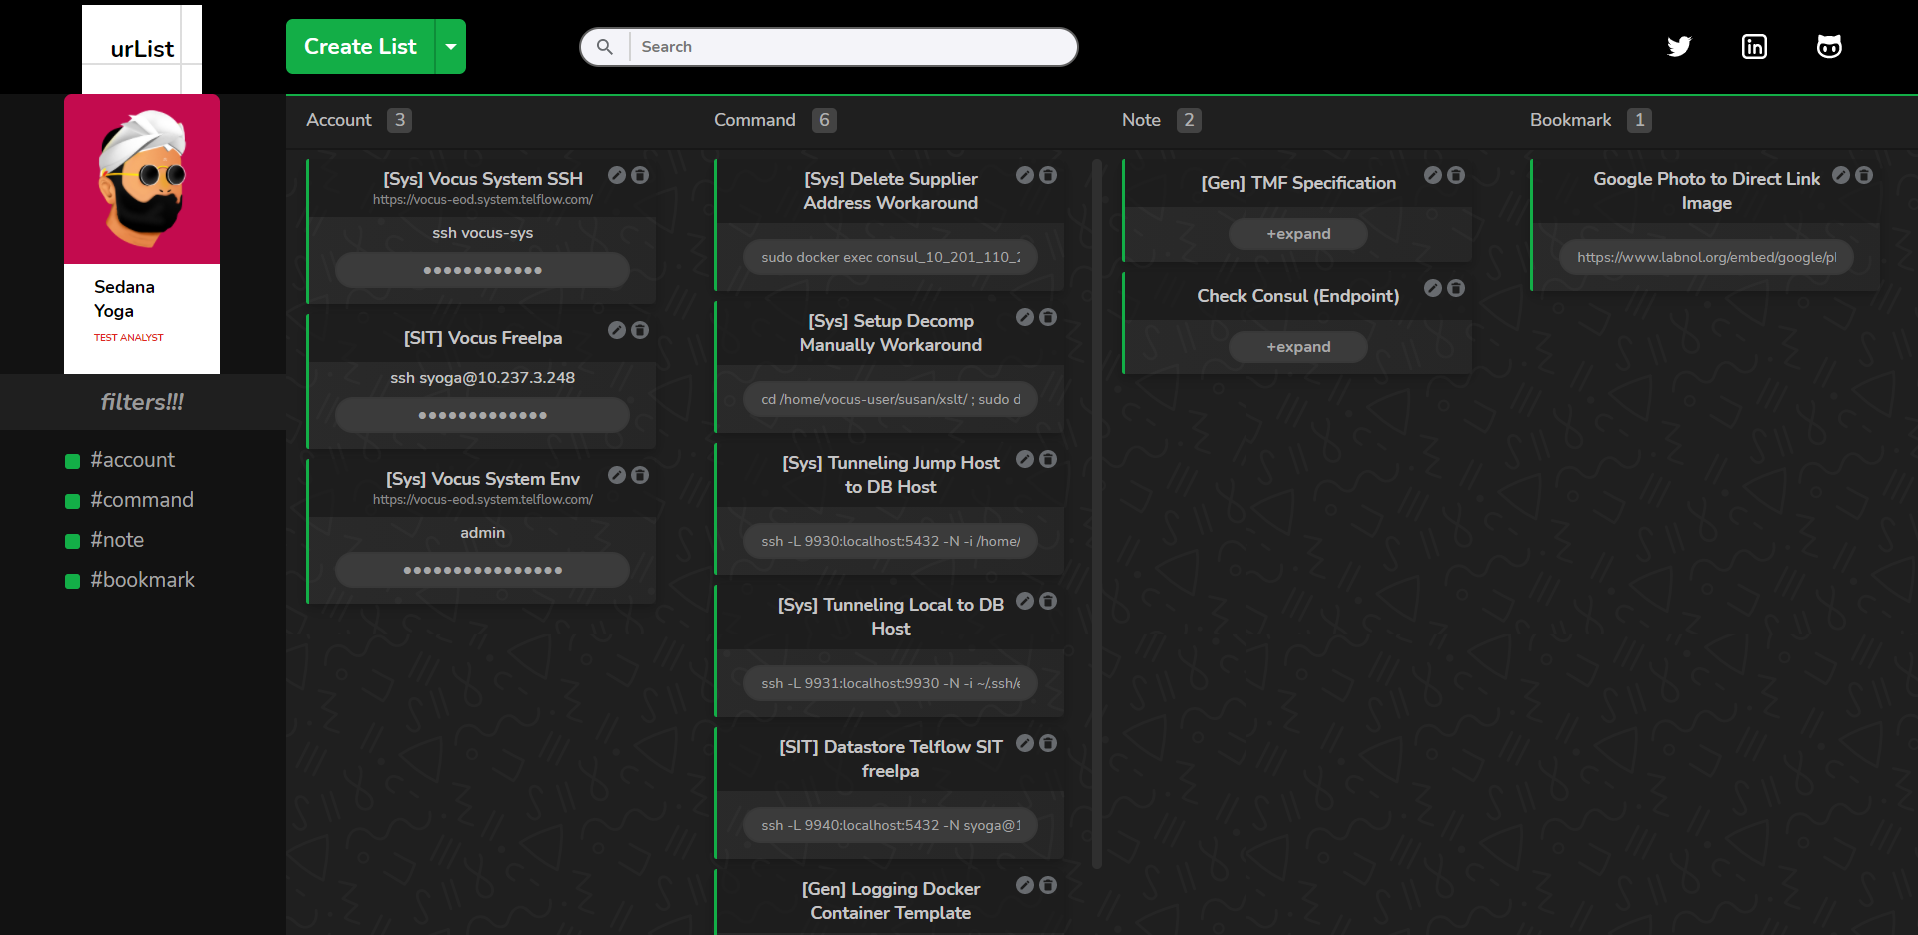 urList
Create List
Search
Sedana
Yoga
TEST ANALYST
filters!!!
#account
#command
#note
#bookmark
Account 3
[Sys] Vocus System SSH
https://vocus-eod.system.telflow.com/
ssh vocus-sys
●●●●●●●●●●●●
[SIT] Vocus FreeIpa
ssh syoga@10.237.3.248
●●●●●●●●●●●●●
[Sys] Vocus System Env
https://vocus-eod.system.telflow.com/
admin
●●●●●●●●●●●●●●●●
Command 6
[Sys] Delete Supplier
Address Workaround
sudo docker exec consul_10_201_110_2
[Sys] Setup Decomp
Manually Workaround
cd /home/vocus-user/susan/xslt/ ; sudo d
[Sys] Tunneling Jump Host
to DB Host
ssh -L 9930:localhost:5432 -N -i /home/
[Sys] Tunneling Local to DB
Host
ssh -L 9931:localhost:9930 -N -i ~/.ssh/e
[SIT] Datastore Telflow SIT
freeIpa
ssh -L 9940:localhost:5432 -N syoga@1
[Gen] Logging Docker
Container Template
Note 2
[Gen] TMF Specification
+expand
Check Consul (Endpoint)
+expand
Bookmark 1
Google Photo to Direct Link
Image
https://www.labnol.org/embed/google/pl